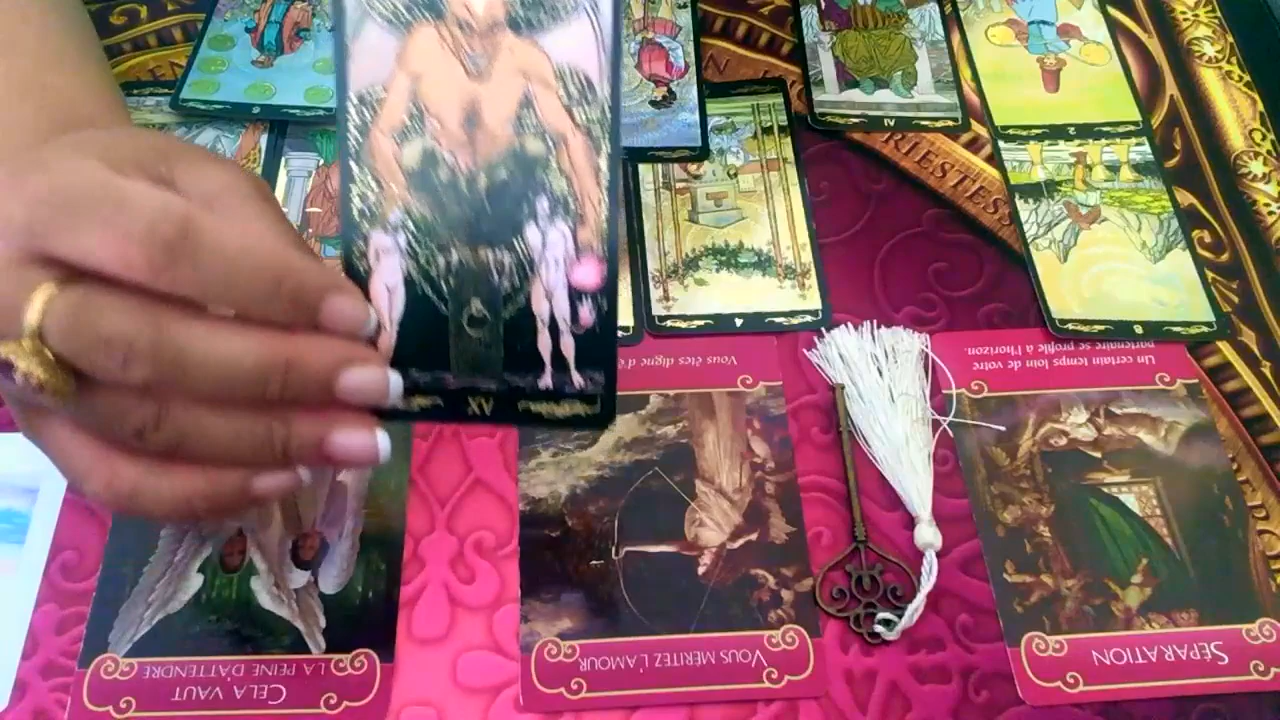 IV
2
RIESTESS
8
4
XV
Vous êtes digne d'ê
Un certain temps loin de votre
partenaire se profile à l'horizon.
CELA VAUT
LA PEINE D'ATTENDRE
VOUS MÉRITEZ L'AMOUR
SÉPARATION